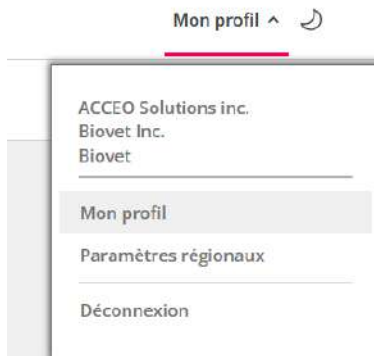 Mon profil
ACCEO Solutions inc.
Biovet Inc.
Biovet
Mon profil
Paramètres régionaux
Déconnexion